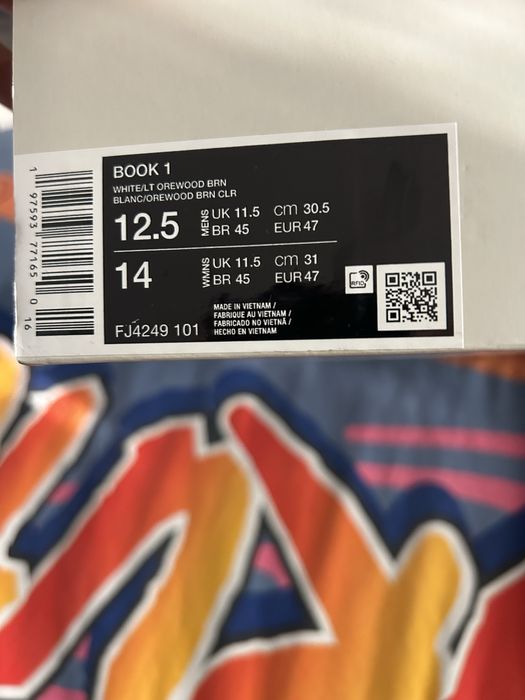 BOOK 1
WHITE/LT OREWOOD BRN
BLANC/OREWOOD BRN CLR
12.5 MENS UK 11.5 cm 30.5
BR 45 EUR 47
14 WMNS UK 11.5 cm 31
BR 45 EUR 47
RFID
FJ4249 101
MADE IN VIETNAM /
FABRIQUE AU VIETNAM /
FABRICADO NO VIETNÃ /
HECHO EN VIETNAM
1 97593 77165 0 16